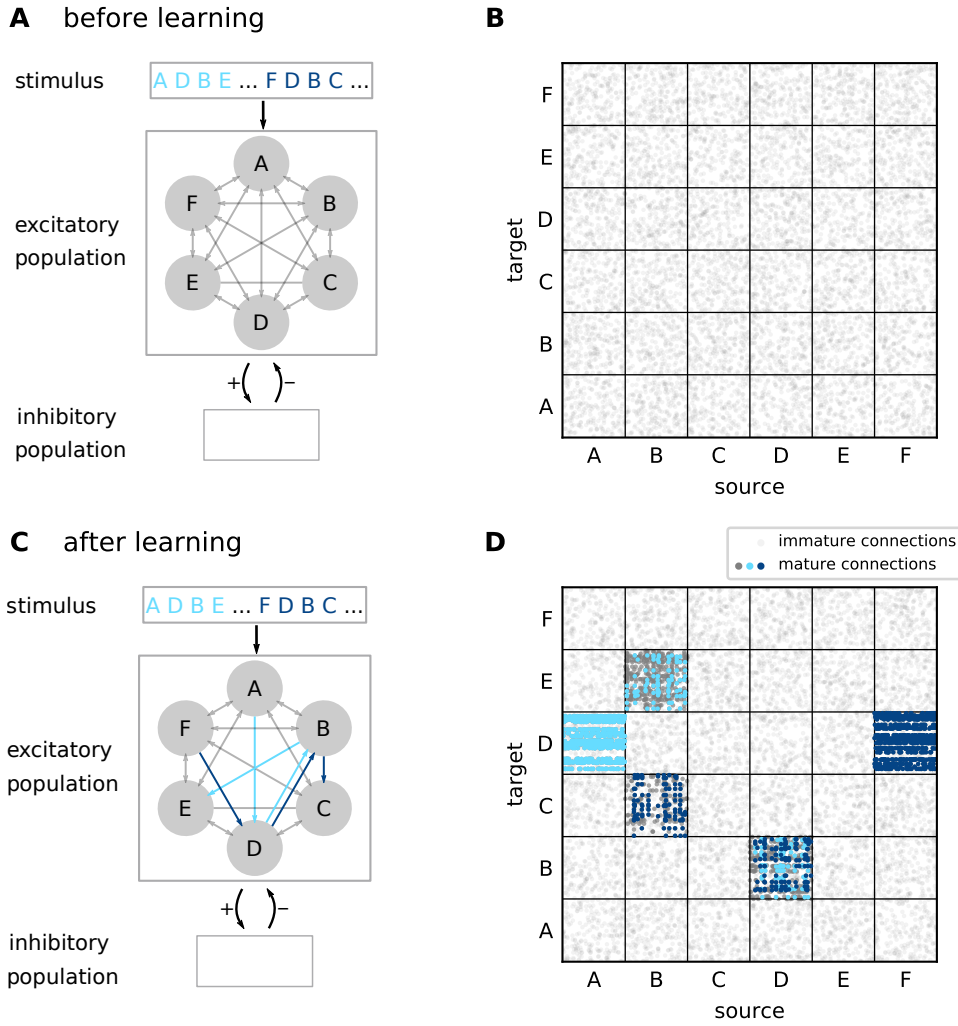 A before learning
stimulus A D B E ... F D B C ...
A
F B
excitatory
population
E C
D
+ −
inhibitory
population
B
F
E
D
C
B
A
target
A B C D E F
source
C after learning
stimulus A D B E ... F D B C ...
A
F B
excitatory
population
E C
D
+ −
inhibitory
population
D
immature connections
mature connections
F
E
D
C
B
A
target
A B C D E F
source